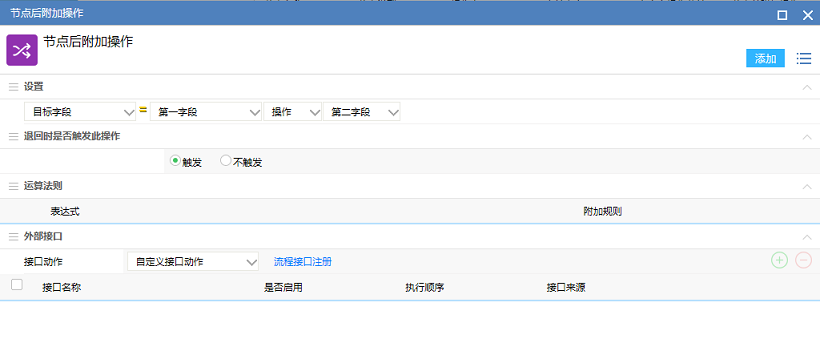 节点后附加操作
节点后附加操作
添加
设置
目标字段 = 第一字段 操作 第二字段
退回时是否触发此操作
触发 不触发
运算法则
表达式 附加规则
外部接口
接口动作 自定义接口动作 流程接口注册
接口名称 是否启用 执行顺序 接口来源